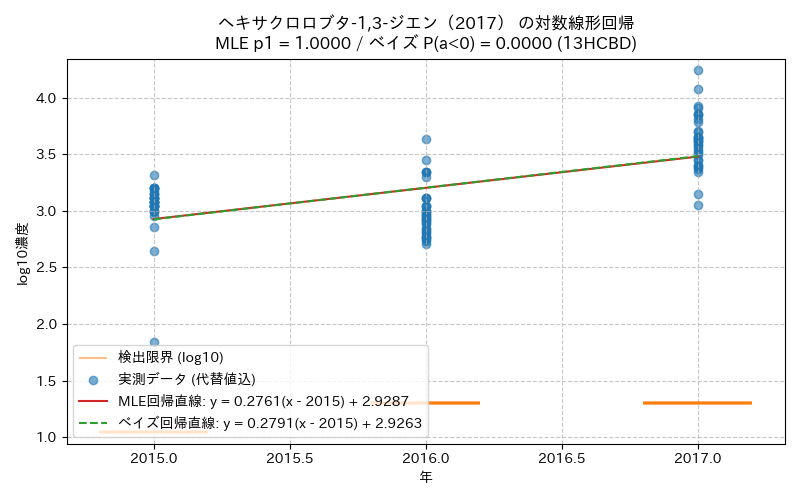 ヘキサクロロブタ-1,3-ジエン（2017） の対数線形回帰
MLE p1 = 1.0000 / ベイズ P(a<0) = 0.0000 (13HCBD)
log10濃度
4.0
3.5
3.0
2.5
2.0
1.5
1.0
検出限界 (log10)
実測データ (代替値込)
MLE回帰直線: y = 0.2761(x - 2015) + 2.9287
ベイズ回帰直線: y = 0.2791(x - 2015) + 2.9263
2015.0
2015.5
2016.0
2016.5
2017.0
年